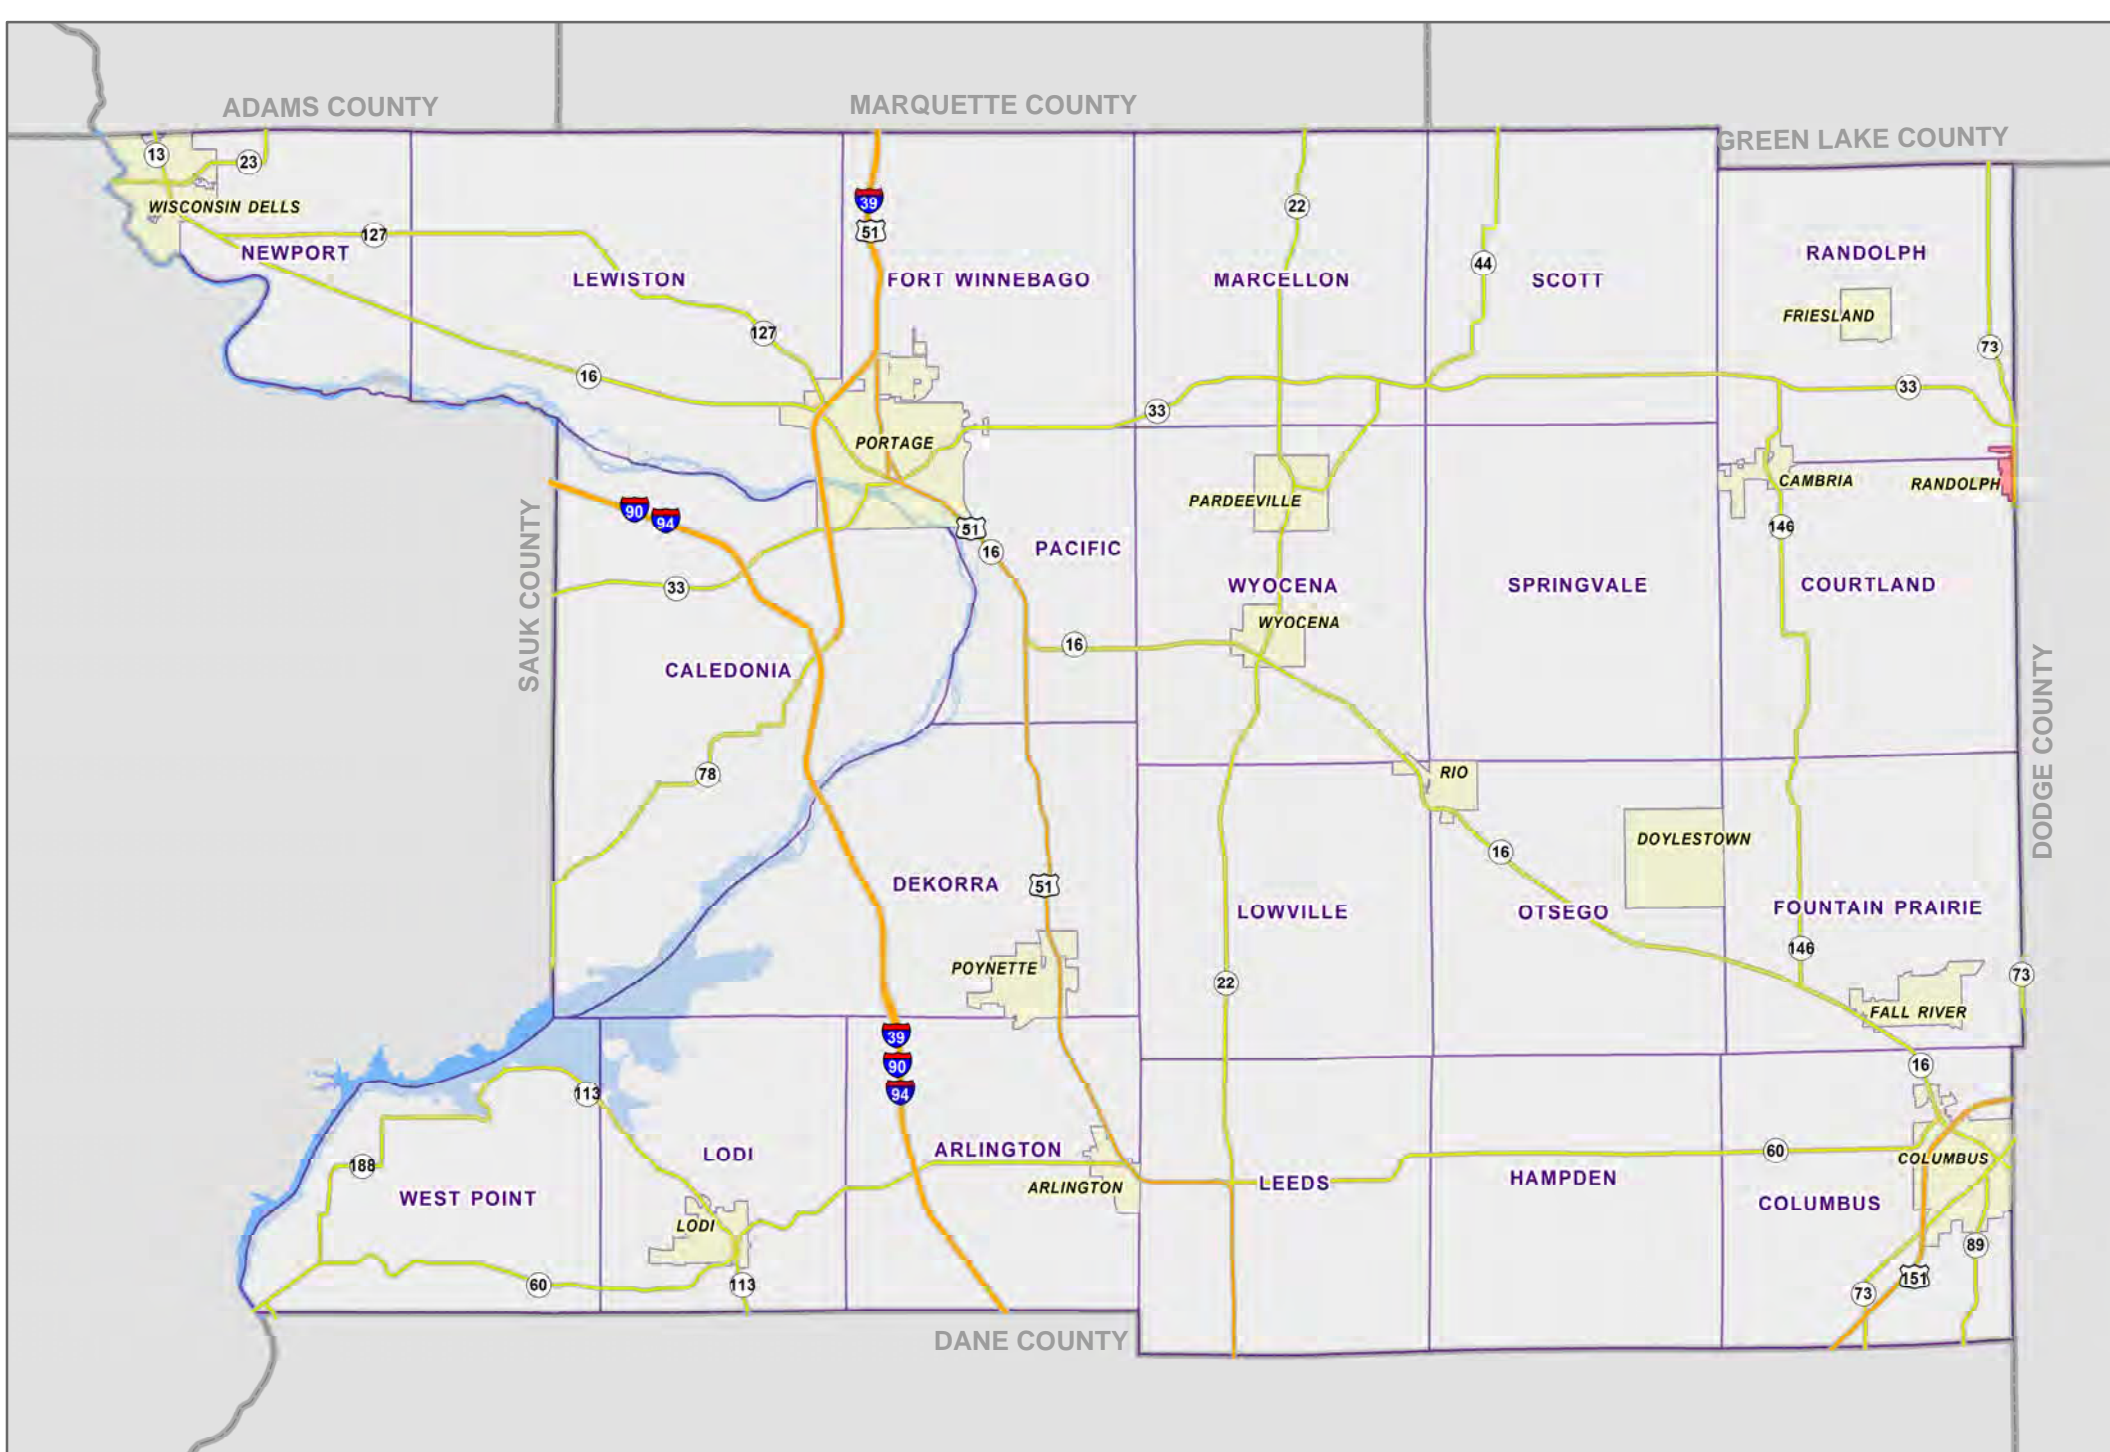 ADAMS COUNTY
MARQUETTE COUNTY
GREEN LAKE COUNTY
13
23
39
51
22
44
WISCONSIN DELLS
127
NEWPORT
LEWISTON
FORT WINNEBAGO
MARCELLON
SCOTT
RANDOLPH
FRIESLAND
127
73
16
33
33
PORTAGE
PARDEEVILLE
CAMBRIA
RANDOLPH
90
94
51
16
146
SAUK COUNTY
PACIFIC
33
WYOCENA
SPRINGVALE
COURTLAND
WYOCENA
16
CALEDONIA
DODGE COUNTY
78
RIO
DOYLESTOWN
16
DEKORRA
51
LOWVILLE
OTSEGO
FOUNTAIN PRAIRIE
146
POYNETTE
22
73
FALL RIVER
39
90
94
16
113
LODI
ARLINGTON
60
COLUMBUS
188
WEST POINT
ARLINGTON
LEEDS
HAMPDEN
COLUMBUS
LODI
89
60
113
151
73
DANE COUNTY